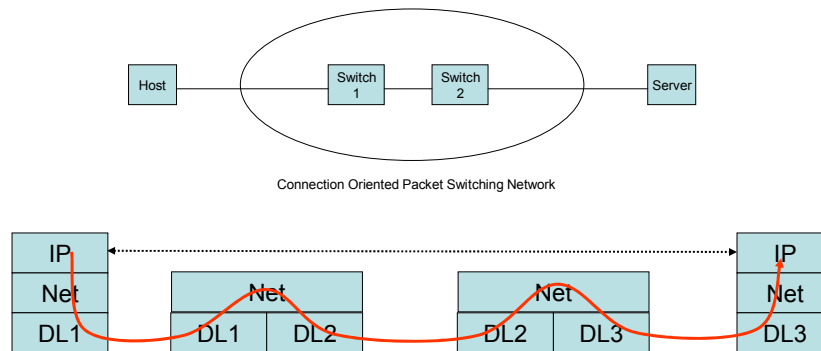 Host
Switch
1
Switch
2
Server
Connection Oriented Packet Switching Network
IP
IP
Net
Net
Net
Net
DL1
DL1
DL2
DL2
DL3
DL3